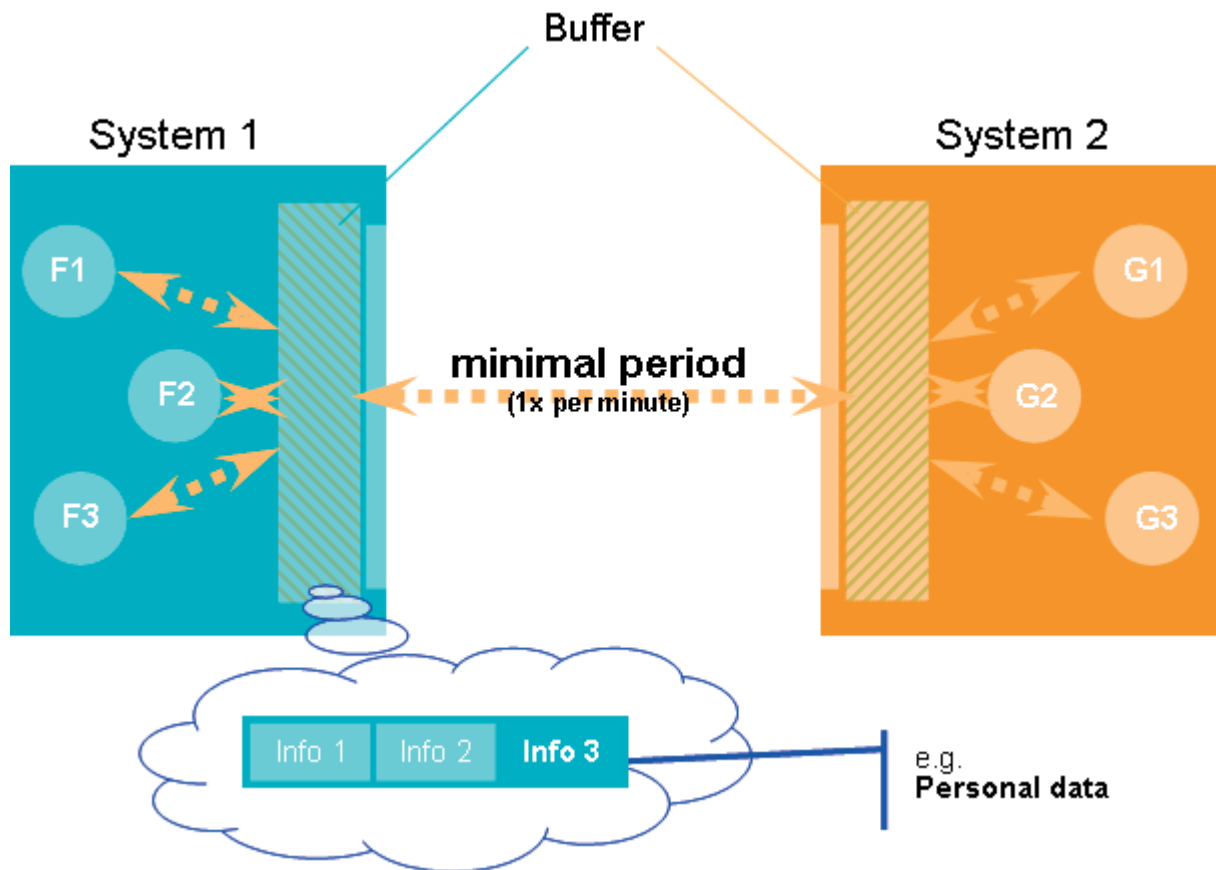 Buffer
System 1
System 2
F1
G1
minimal period
(1x per minute)
F2
G2
F3
G3
Info 1
Info 2
Info 3
e.g.
Personal data